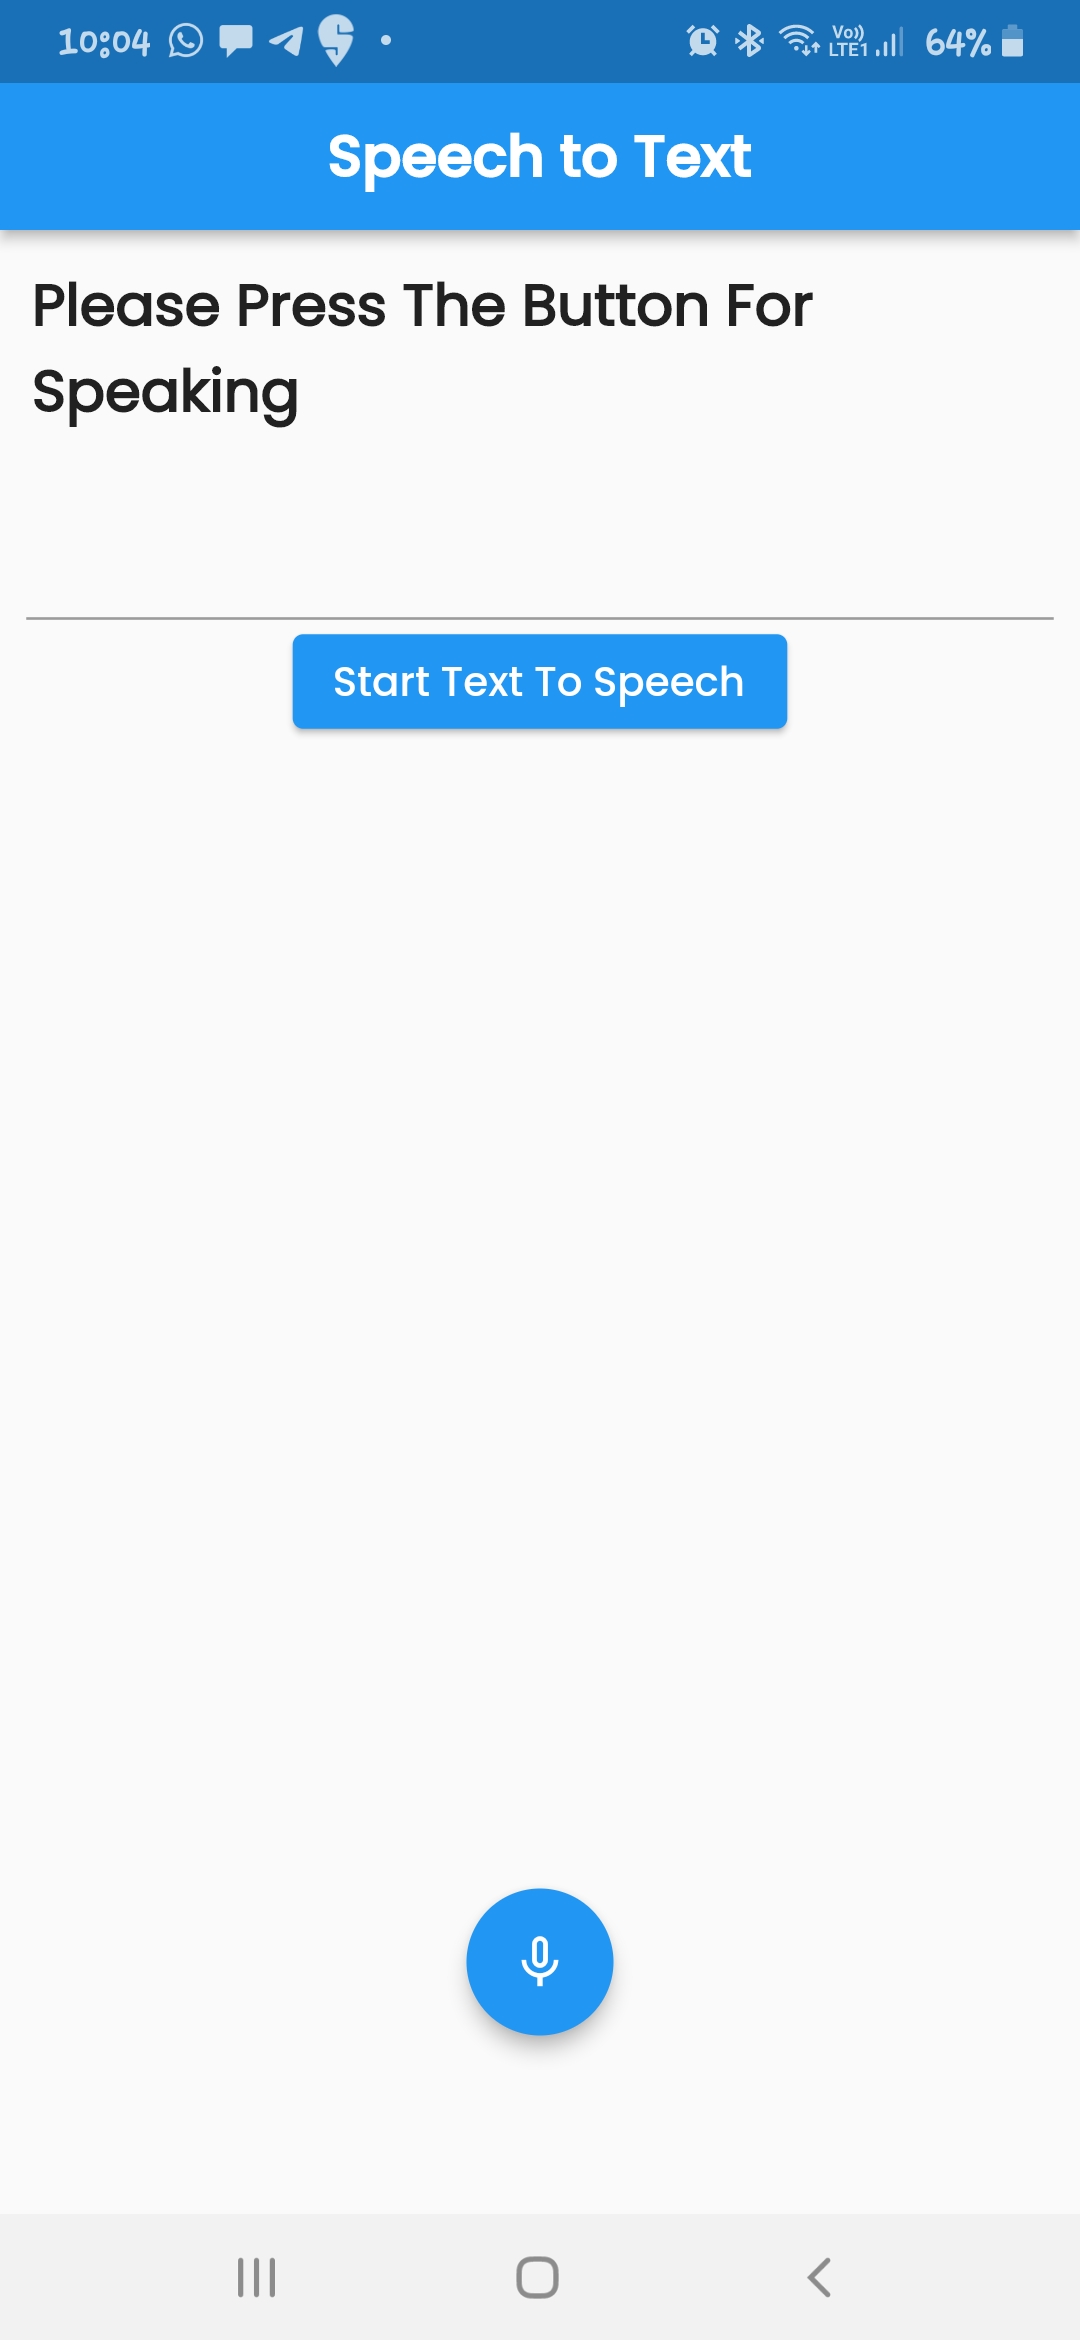 10:04
Vo))
LTE1
64%
Speech to Text
Please Press The Button For
Speaking
Start Text To Speech